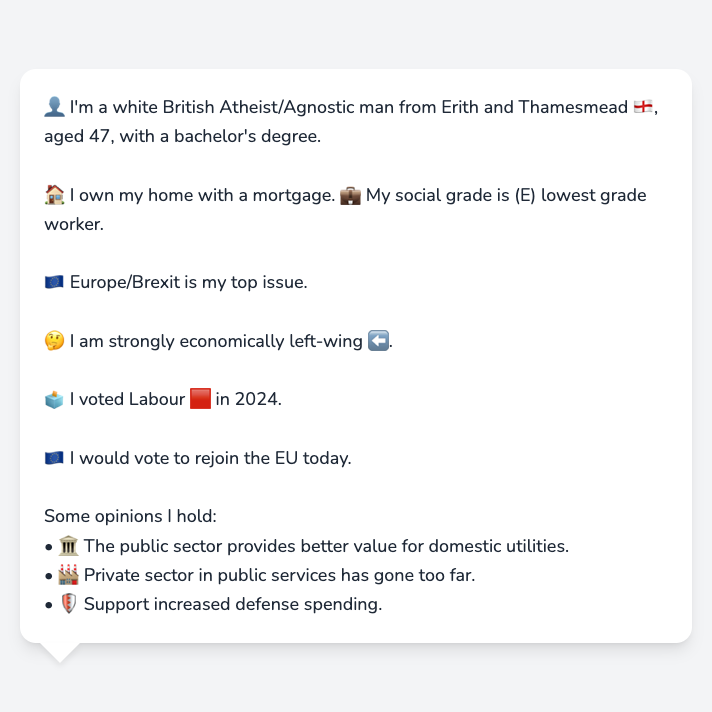 👤 I'm a white British Atheist/Agnostic man from Erith and Thamesmead 🏴󠁧󠁢󠁥󠁮󠁧󠁿,
aged 47, with a bachelor's degree.
🏠 I own my home with a mortgage. 💼 My social grade is (E) lowest grade
worker.
🇪🇺 Europe/Brexit is my top issue.
🤔 I am strongly economically left-wing ⬅️.
🗳️ I voted Labour 🟥 in 2024.
🇪🇺 I would vote to rejoin the EU today.
Some opinions I hold:
• 🏛️ The public sector provides better value for domestic utilities.
• 🏭 Private sector in public services has gone too far.
• 🛡️ Support increased defense spending.